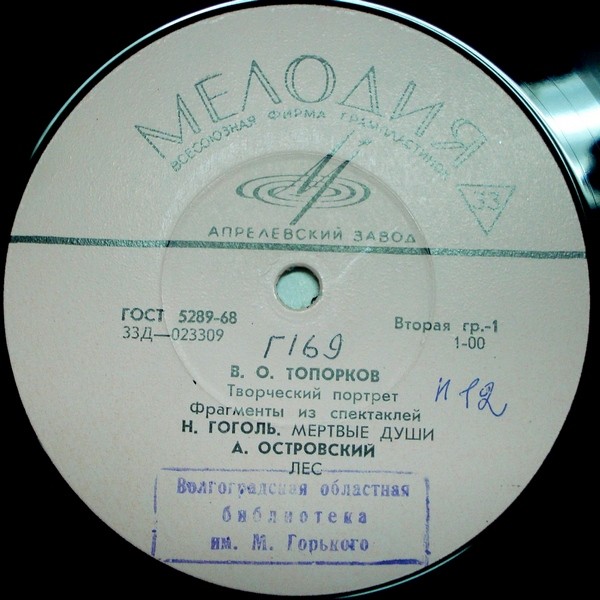 МЕЛОДИЯ
ВСЕСОЮЗНАЯ ФИРМА ГРАМПЛАСТИНОК
33
АПРЕЛЕВСКИЙ ЗАВОД
ГОСТ 5289-68
33Д—023309
Вторая гр.-1
1-00
Г169
В. О. ТОПОРКОВ
Творческий портрет
Фрагменты из спектаклей
Н. ГОГОЛЬ. МЕРТВЫЕ ДУШИ
А. ОСТРОВСКИЙ
ЛЕС
И 12
Волгоградская областная
библиотека
им. М. Горького